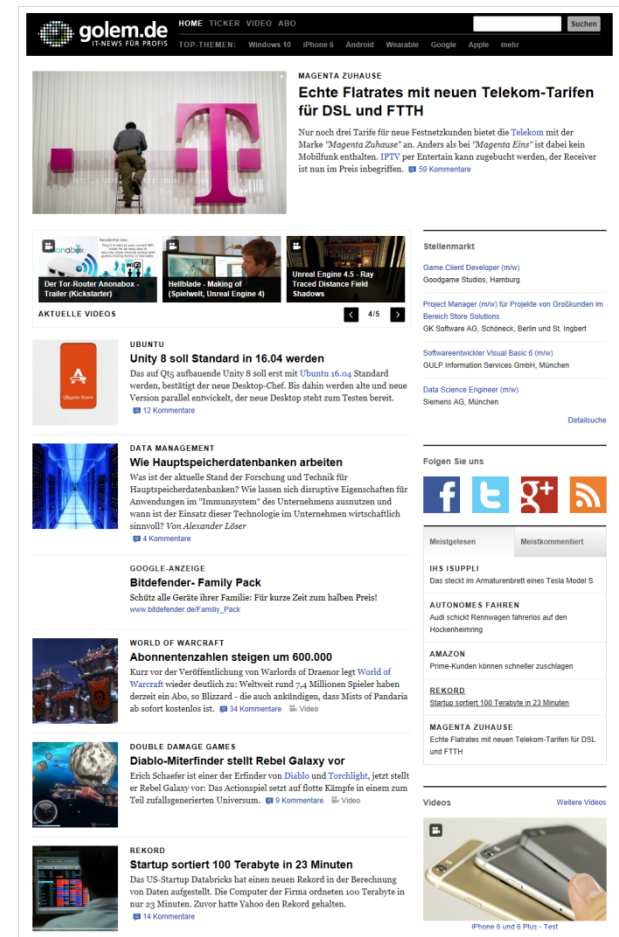 golem.de
IT-NEWS FÜR PROFIS
HOME TICKER VIDEO ABO
Suchen
TOP-THEMEN: Windows 10 iPhone 6 Android Wearable Google Apple mehr
MAGENTA ZUHAUSE
Echte Flatrates mit neuen Telekom-Tarifen
für DSL und FTTH
Nur noch drei Tarife für neue Festnetzkunden bietet die Telekom mit der
Marke "Magenta Zuhause" an. Anders als bei "Magenta Eins" ist dabei kein
Mobilfunk enthalten. IPTV per Entertain kann zugebucht werden, der Receiver
ist nun im Preis inbegriffen. 59 Kommentare
Der Tor-Router Anonabox -
Trailer (Kickstarter)
Hellblade - Making of
(Spielwelt, Unreal Engine 4)
Unreal Engine 4.5 - Ray
Traced Distance Field
Shadows
AKTUELLE VIDEOS
4/5
UBUNTU
Unity 8 soll Standard in 16.04 werden
Das auf Qt5 aufbauende Unity 8 soll erst mit Ubuntu 16.04 Standard
werden, bestätigt der neue Desktop-Chef. Bis dahin werden alte und neue
Version parallel entwickelt, der neue Desktop steht zum Testen bereit.
12 Kommentare
DATA MANAGEMENT
Wie Hauptspeicherdatenbanken arbeiten
Was ist der aktuelle Stand der Forschung und Technik für
Hauptspeicherdatenbanken? Wie lassen sich disruptive Eigenschaften für
Anwendungen im "Immunsystem" des Unternehmens ausnutzen und
wann ist der Einsatz dieser Technologie im Unternehmen wirtschaftlich
sinnvoll? Von Alexander Löser
4 Kommentare
GOOGLE-ANZEIGE
Bitdefender- Family Pack
Schütz alle Geräte ihrer Familie: Für kurze Zeit zum halben Preis!
www.bitdefender.de/Familiy_Pack
WORLD OF WARCRAFT
Abonnentenzahlen steigen um 600.000
Kurz vor der Veröffentlichung von Warlords of Draenor legt World of
Warcraft wieder deutlich zu: Weltweit rund 7,4 Millionen Spieler haben
derzeit ein Abo, so Blizzard - die auch ankündigen, dass Mists of Pandaria
ab sofort kostenlos ist. 34 Kommentare Video
DOUBLE DAMAGE GAMES
Diablo-Miterfinder stellt Rebel Galaxy vor
Erich Schaefer ist einer der Erfinder von Diablo und Torchlight, jetzt stellt
er Rebel Galaxy vor: Das Actionspiel setzt auf flotte Kämpfe in einem zum
Teil zufallsgenerierten Universum. 9 Kommentare Video
REKORD
Startup sortiert 100 Terabyte in 23 Minuten
Das US-Startup Databricks hat einen neuen Rekord in der Berechnung
von Daten aufgestellt. Die Computer der Firma ordneten 100 Terabyte in
nur 23 Minuten. Zuvor hatte Yahoo den Rekord gehalten.
14 Kommentare
Stellenmarkt
Game Client Developer (m/w)
Goodgame Studios, Hamburg
Project Manager (m/w) für Projekte von Großkunden im
Bereich Store Solutions
GK Software AG, Schöneck, Berlin und St. Ingbert
Softwareentwickler Visual Basic 6 (m/w)
GULP Information Services GmbH, München
Data Science Engineer (m/w)
Siemens AG, München
Detailsuche
Folgen Sie uns
Meistgelesen Meistkommentiert
IHS ISUPPLI
Das steckt im Armaturenbrett eines Tesla Model S
AUTONOMES FAHREN
Audi schickt Rennwagen fahrerlos auf den
Hockenheimring
AMAZON
Prime-Kunden können schneller zuschlagen
REKORD
Startup sortiert 100 Terabyte in 23 Minuten
MAGENTA ZUHAUSE
Echte Flatrates mit neuen Telekom-Tarifen für DSL
und FTTH
Videos Weitere Videos
iPhone 6 und 6 Plus - Test